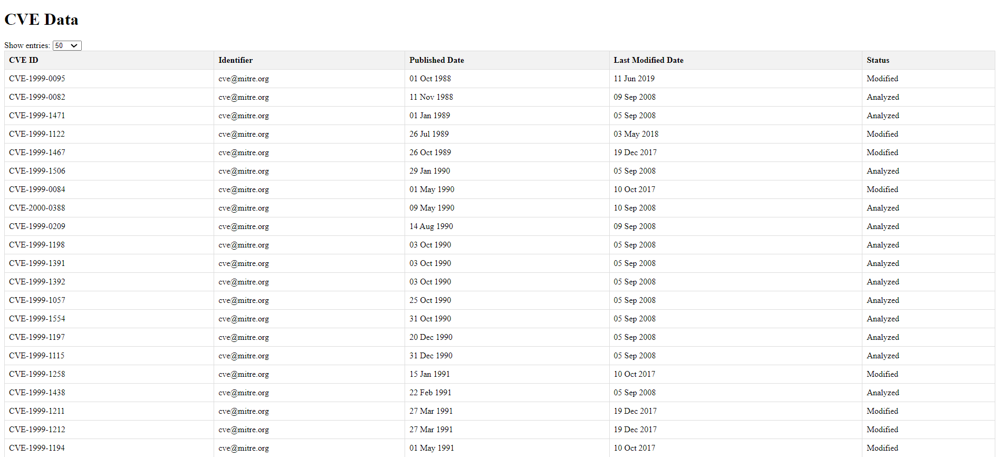 CVE Data
Show entries: 50
CVE ID Identifier Published Date Last Modified Date Status
CVE-1999-0095 cve@mitre.org 01 Oct 1988 11 Jun 2019 Modified
CVE-1999-0082 cve@mitre.org 11 Nov 1988 09 Sep 2008 Analyzed
CVE-1999-1471 cve@mitre.org 01 Jan 1989 05 Sep 2008 Analyzed
CVE-1999-1122 cve@mitre.org 26 Jul 1989 03 May 2018 Modified
CVE-1999-1467 cve@mitre.org 26 Oct 1989 19 Dec 2017 Modified
CVE-1999-1506 cve@mitre.org 29 Jan 1990 05 Sep 2008 Analyzed
CVE-1999-0084 cve@mitre.org 01 May 1990 10 Oct 2017 Modified
CVE-2000-0388 cve@mitre.org 09 May 1990 10 Sep 2008 Analyzed
CVE-1999-0209 cve@mitre.org 14 Aug 1990 09 Sep 2008 Analyzed
CVE-1999-1198 cve@mitre.org 03 Oct 1990 05 Sep 2008 Analyzed
CVE-1999-1391 cve@mitre.org 03 Oct 1990 05 Sep 2008 Analyzed
CVE-1999-1392 cve@mitre.org 03 Oct 1990 05 Sep 2008 Analyzed
CVE-1999-1057 cve@mitre.org 25 Oct 1990 05 Sep 2008 Analyzed
CVE-1999-1554 cve@mitre.org 31 Oct 1990 05 Sep 2008 Analyzed
CVE-1999-1197 cve@mitre.org 20 Dec 1990 05 Sep 2008 Analyzed
CVE-1999-1115 cve@mitre.org 31 Dec 1990 05 Sep 2008 Analyzed
CVE-1999-1258 cve@mitre.org 15 Jan 1991 10 Oct 2017 Modified
CVE-1999-1438 cve@mitre.org 22 Feb 1991 05 Sep 2008 Analyzed
CVE-1999-1211 cve@mitre.org 27 Mar 1991 19 Dec 2017 Modified
CVE-1999-1212 cve@mitre.org 27 Mar 1991 19 Dec 2017 Modified
CVE-1999-1194 cve@mitre.org 01 May 1991 10 Oct 2017 Modified